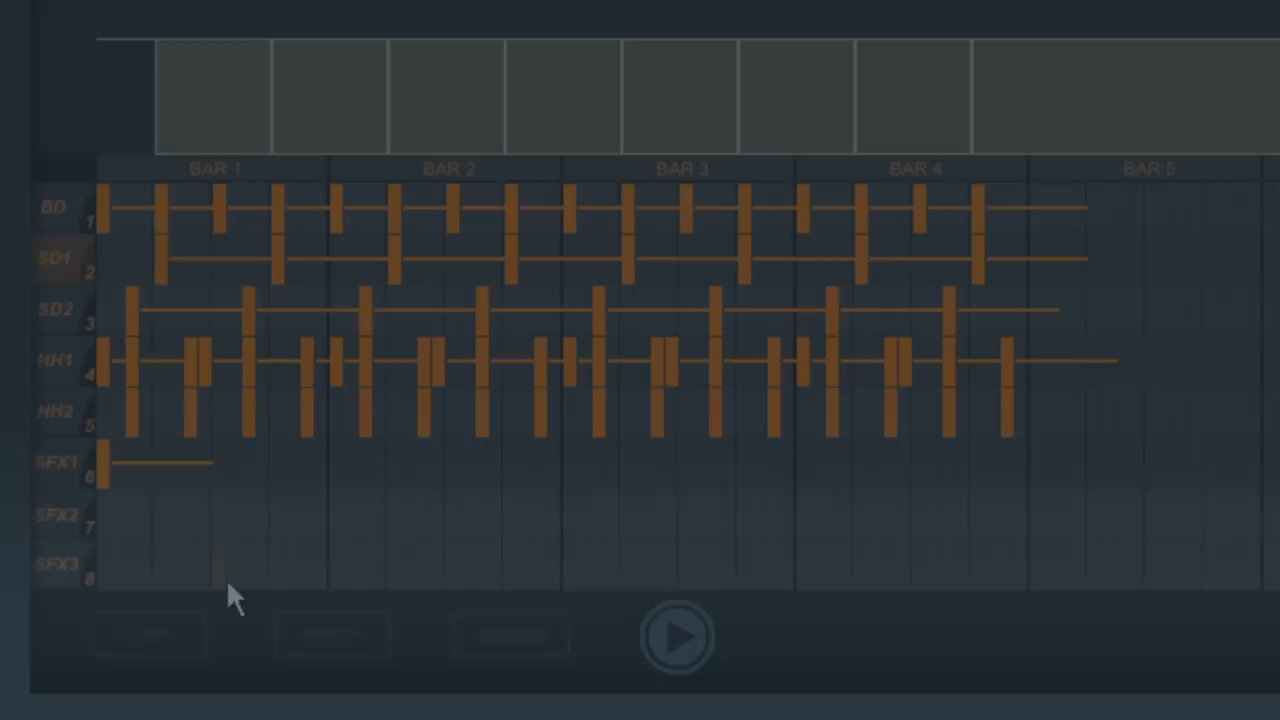 BAR 1 BAR 2 BAR 3 BAR 4 BAR 5
BD 1
SD1 2
SD2 3
HH1 4
HH2 5
SFX1 6
SFX2 7
SFX3 8